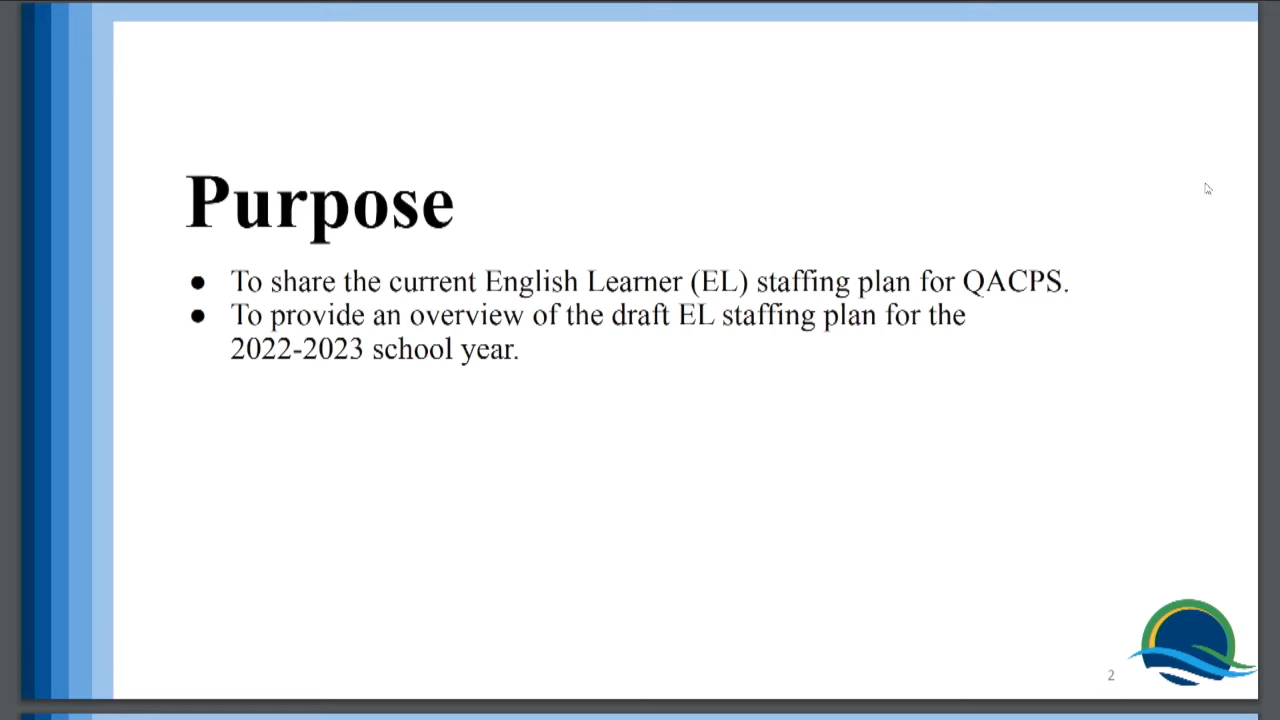 Purpose
● To share the current English Learner (EL) staffing plan for QACPS.
● To provide an overview of the draft EL staffing plan for the
2022-2023 school year.
2